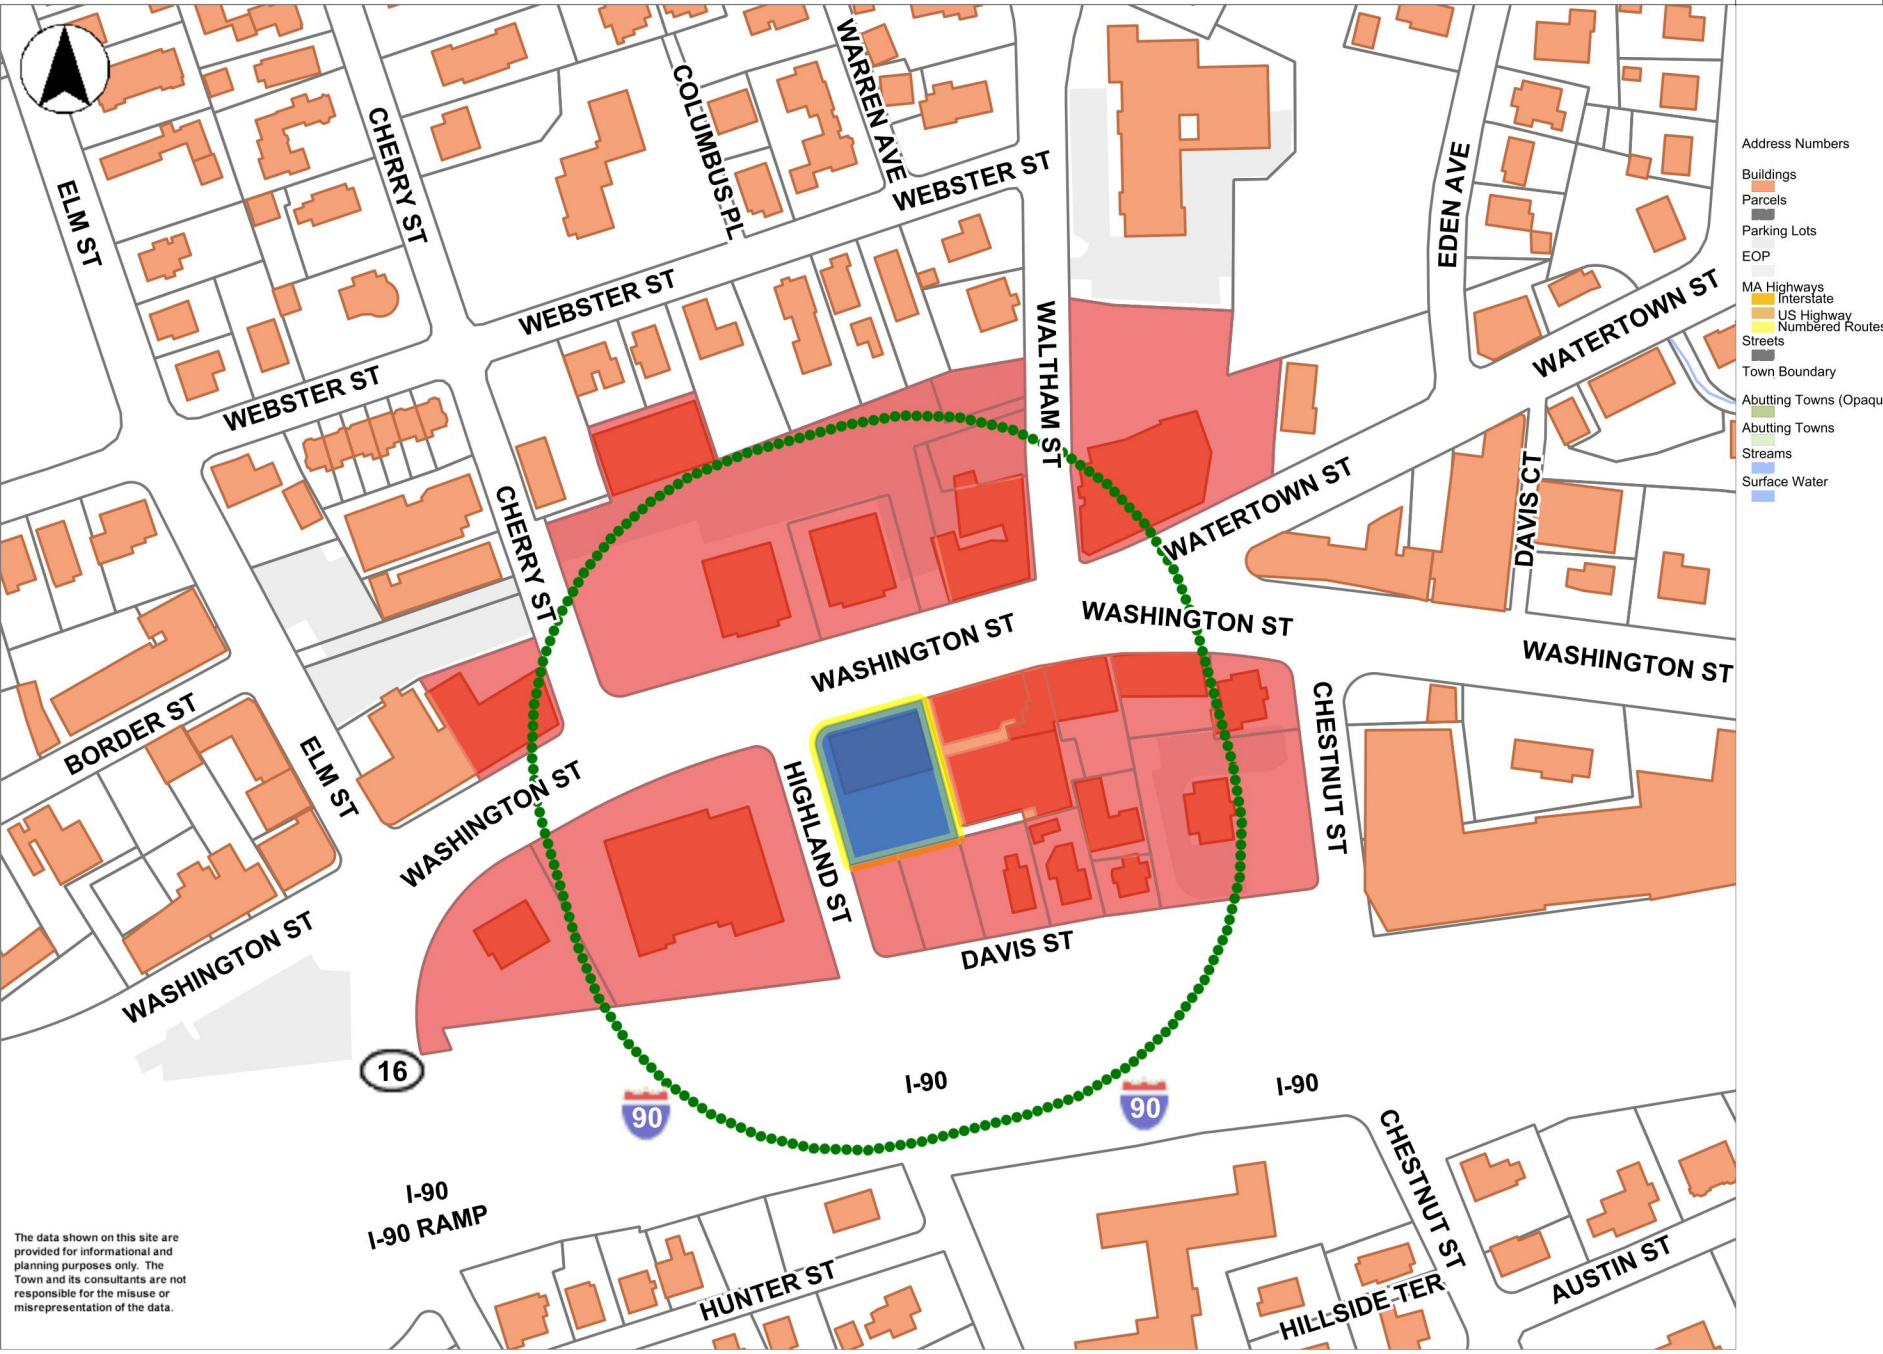 WARREN AVE
COLUMBUS PL
CHERRY ST
ELM ST
WEBSTER ST
EDEN AVE
WEBSTER ST
WATERTOWN ST
WALTHAM ST
WEBSTER ST
WATERTOWN ST
DAVIS CT
CHERRY ST
WASHINGTON ST
WASHINGTON ST
WASHINGTON ST
BORDER ST
ELM ST
WASHINGTON ST
HIGHLAND ST
CHESTNUT ST
WASHINGTON ST
DAVIS ST
16
I-90
I-90
90
90
I-90
I-90 RAMP
CHESTNUT ST
HUNTER ST
HILLSIDE TER
AUSTIN ST
The data shown on this site are
provided for informational and
planning purposes only. The
Town and its consultants are not
responsible for the misuse or
misrepresentation of the data.
Address Numbers
Buildings
Parcels
Parking Lots
EOP
MA Highways
Interstate
US Highway
Numbered Routes
Streets
Town Boundary
Abutting Towns (Opaqu
Abutting Towns
Streams
Surface Water